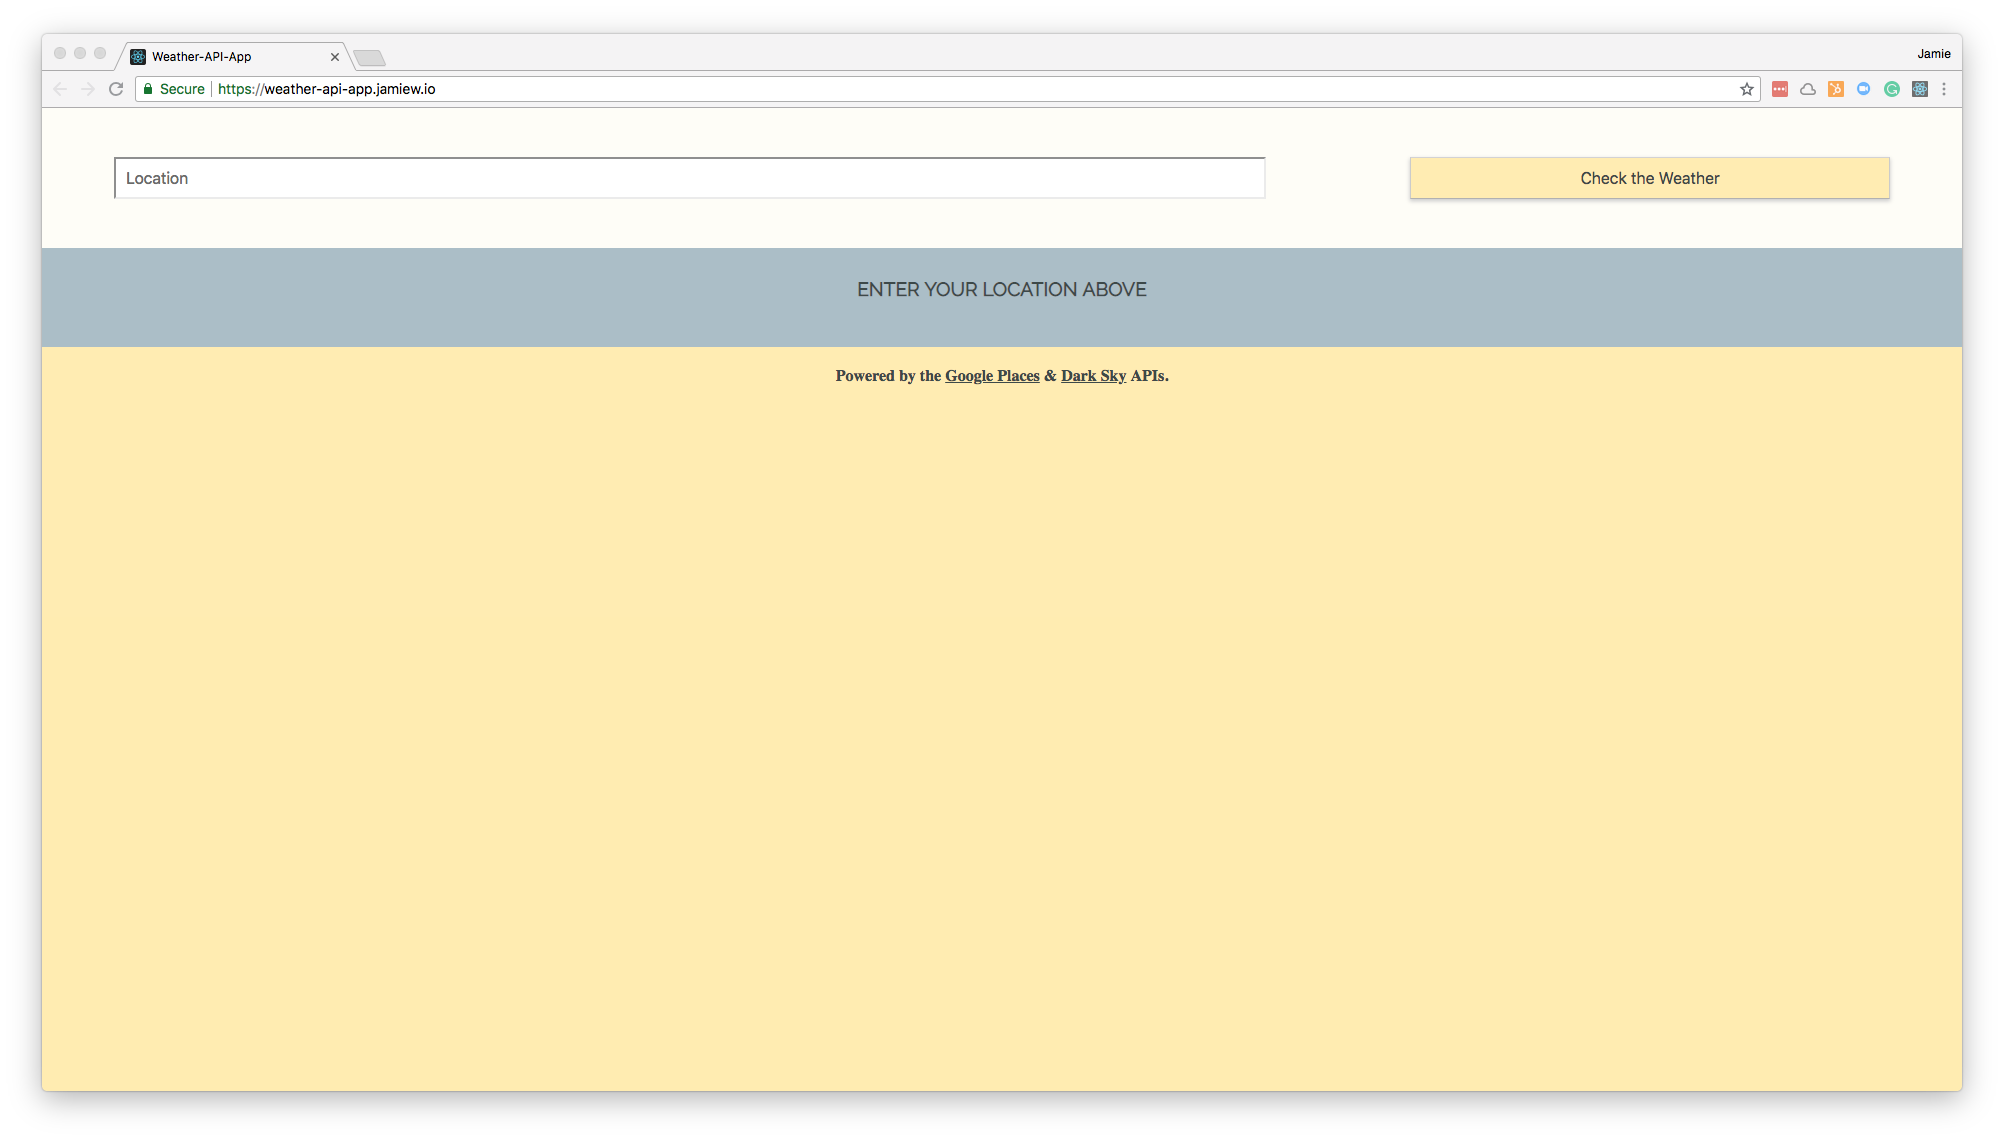 Weather-API-App
Jamie
Secure https://weather-api-app.jamiew.io
Location
Check the Weather
ENTER YOUR LOCATION ABOVE
Powered by the Google Places & Dark Sky APIs.